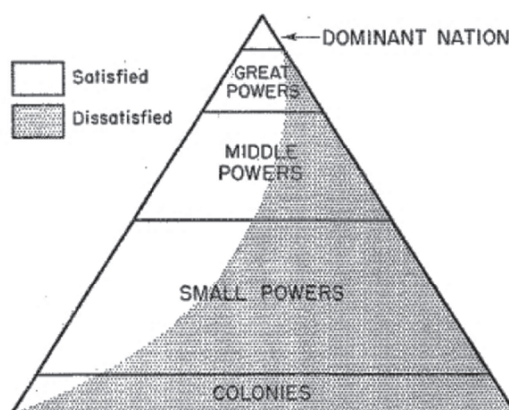 DOMINANT NATION
GREAT
POWERS
Satisfied
Dissatisfied
MIDDLE
POWERS
SMALL POWERS
COLONIES